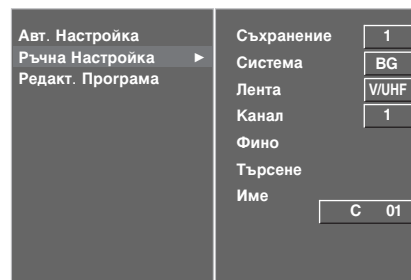 Авт. Настройка
Ръчна Настройка ►
Редакт. Програма
Съхранение 1
Система BG
Лента V/UHF
Канал 1
Фино
Търсене
Име
C 01